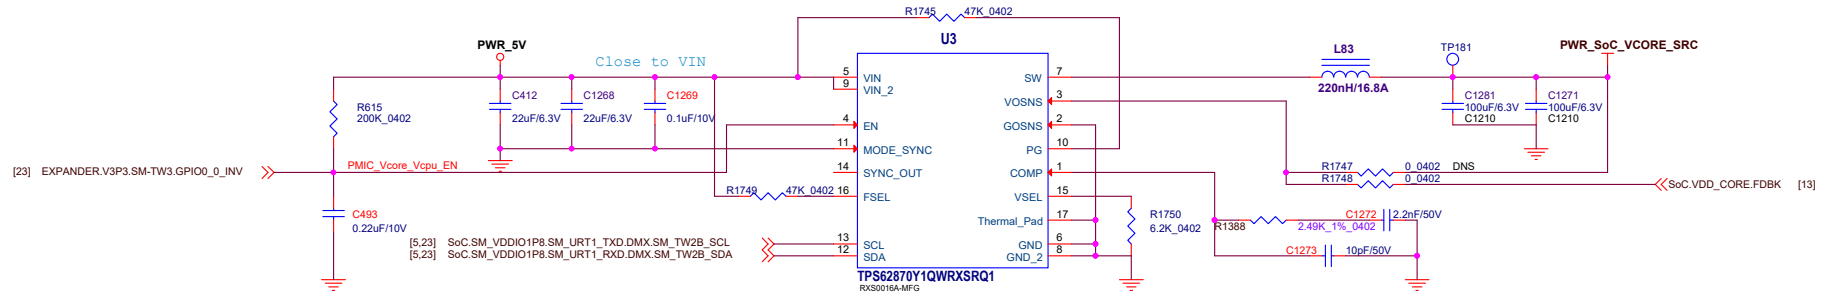 R1745 47K_0402
U3
PWR_5V
L83
TP181
PWR_SoC_VCORE_SRC
Close to VIN
5 VIN
9 VIN_2
SW 7
220nH/16.8A
R615
200K_0402
C412
22uF/6.3V
C1268
22uF/6.3V
C1269
0.1uF/10V
VOSNS 3
C1281
100uF/6.3V
C1210
C1271
100uF/6.3V
C1210
4 EN
GOSNS 2
11 MODE_SYNC
PG 10
[23] EXPANDER.V3P3.SM-TW3.GPIO0_0_INV
PMIC_Vcore_Vcpu_EN
14 SYNC_OUT
COMP 1
R1747 0_0402 DNS
R1748 0_0402
SoC.VDD_CORE.FDBK [13]
R1749 47K_0402 16 FSEL
VSEL 15
C493
0.22uF/10V
Thermal_Pad 17
R1750
6.2K_0402
R1388
2.49K_1%_0402
C1272 2.2nF/50V
[5,23] SoC.SM_VDDIO1P8.SM_URT1_TXD.DMX.SM_TW2B_SCL
13 SCL
GND 6
[5,23] SoC.SM_VDDIO1P8.SM_URT1_RXD.DMX.SM_TW2B_SDA
12 SDA
GND_2 8
C1273 10pF/50V
TPS62870Y1QWRXSRQ1
RXS0016A-MFG